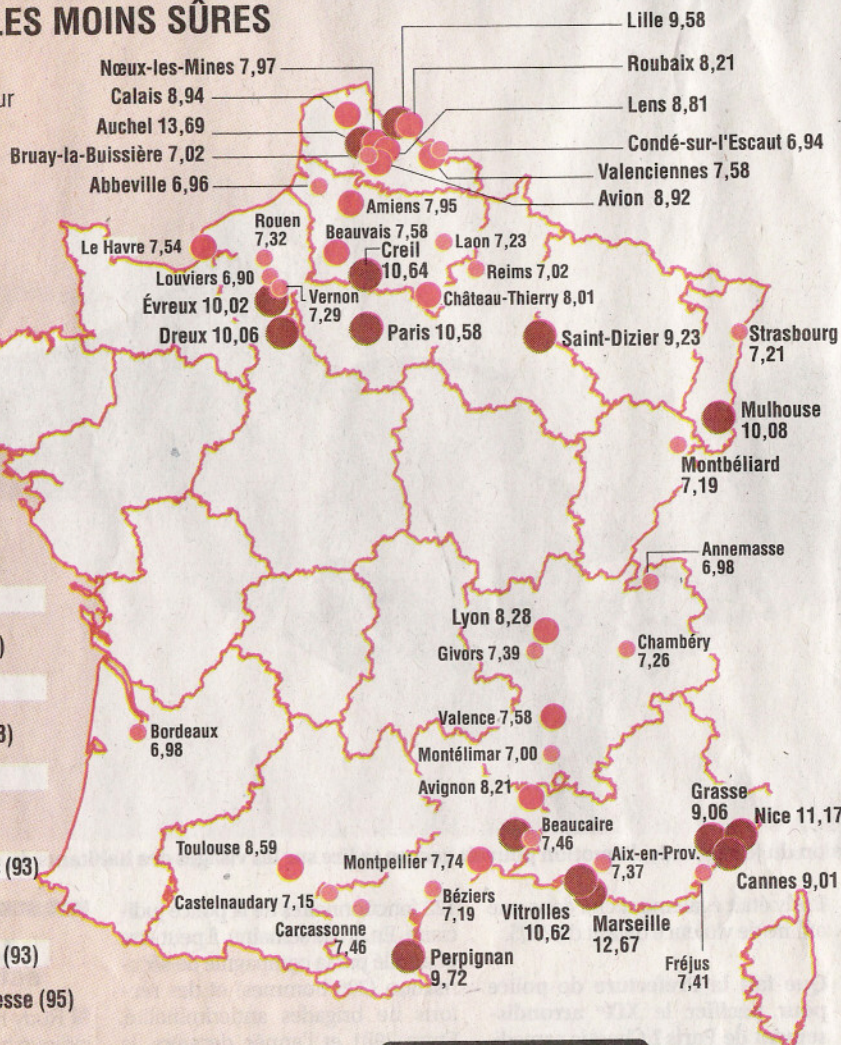 LES MOINS SÛRES
ur
Nœux-les-Mines 7,97
Calais 8,94
Auchel 13,69
Bruay-la-Buissière 7,02
Abbeville 6,96
Lille 9,58
Roubaix 8,21
Lens 8,81
Condé-sur-l'Escaut 6,94
Valenciennes 7,58
Avion 8,92
Amiens 7,95
Rouen
7,32
Beauvais 7,58
Le Havre 7,54
Creil
10,64
Laon 7,23
Reims 7,02
Louviers 6,90
Évreux 10,02
Vernon
7,29
Château-Thierry 8,01
Dreux 10,06
Paris 10,58
Saint-Dizier 9,23
Strasbourg
7,21
Mulhouse
10,08
Montbéliard
7,19
Annemasse
6,98
Lyon 8,28
Givors 7,39
Chambéry
7,26
Valence 7,58
Bordeaux
6,98
Montélimar 7,00
Avignon 8,21
Grasse
9,06
Nice 11,17
Beaucaire
7,46
Toulouse 8,59
Montpellier 7,74
Aix-en-Prov.
7,37
Cannes 9,01
Castelnaudary 7,15
Béziers
7,19
Carcassonne
7,46
Vitrolles
10,62
Marseille
12,67
Perpignan
9,72
Fréjus
7,41
)
3)
(93)
(93)
esse (95)